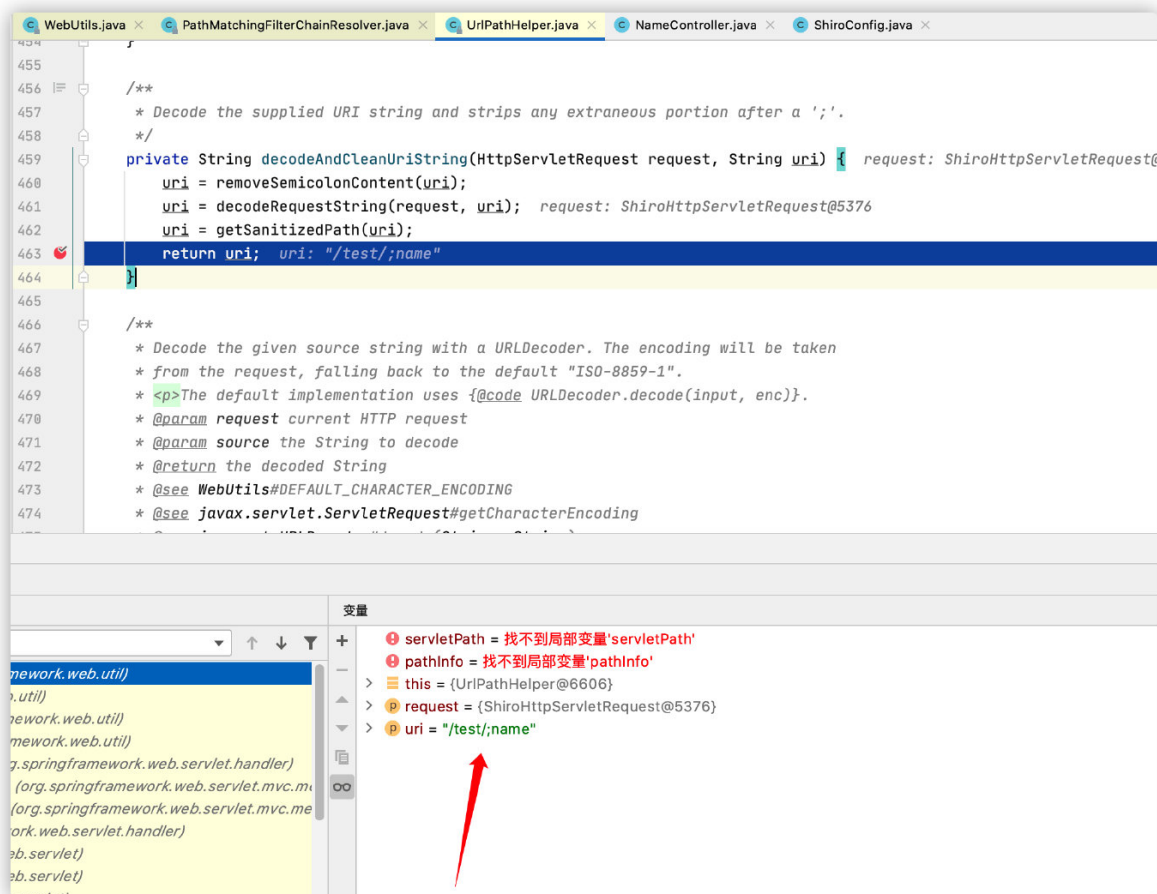 WebUtils.java PathMatchingFilterChainResolver.java UrlPathHelper.java NameController.java ShiroConfig.java
454 }
455
456 /**
457 * Decode the supplied URI string and strips any extraneous portion after a ';'.
458 */
459 private String decodeAndCleanUriString(HttpServletRequest request, String uri) { request: ShiroHttpServletRequest@
460 uri = removeSemicolonContent(uri);
461 uri = decodeRequestString(request, uri); request: ShiroHttpServletRequest@5376
462 uri = getSanitizedPath(uri);
463 return uri; uri: "/test/;name"
464 }
465
466 /**
467 * Decode the given source string with a URLDecoder. The encoding will be taken
468 * from the request, falling back to the default "ISO-8859-1".
469 * <p>The default implementation uses {@code URLDecoder.decode(input, enc)}.
470 * @param request current HTTP request
471 * @param source the String to decode
472 * @return the decoded String
473 * @see WebUtils#DEFAULT_CHARACTER_ENCODING
474 * @see javax.servlet.ServletRequest#getCharacterEncoding
变量
servletPath = 找不到局部变量'servletPath'
pathInfo = 找不到局部变量'pathInfo'
this = {UrlPathHelper@6606}
request = {ShiroHttpServletRequest@5376}
uri = "/test/;name"
mework.web.util)
b.util)
ework.web.util)
mework.web.util)
g.springframework.web.servlet.handler)
(org.springframework.web.servlet.mvc.m
(org.springframework.web.servlet.mvc.me
ork.web.servlet.handler)
eb.servlet)
eb.servlet)